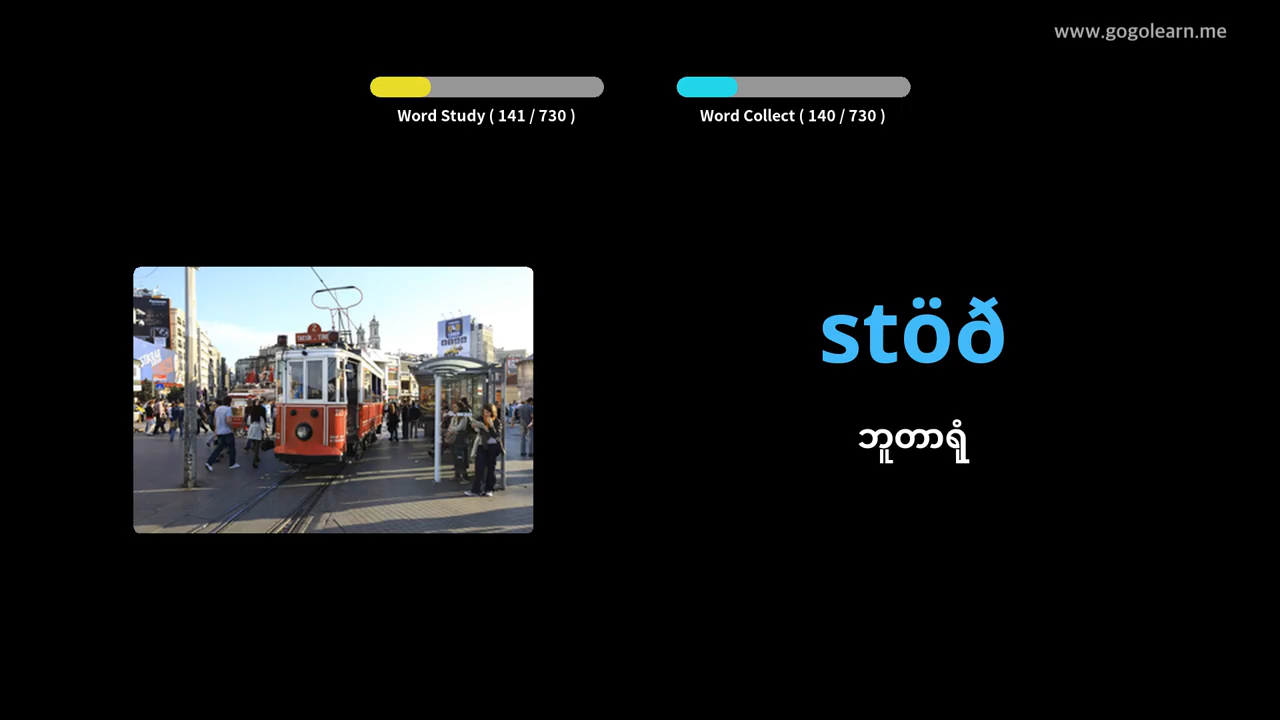 www.gogolearn.me
Word Study ( 141 / 730 )
Word Collect ( 140 / 730 )
stöð
ဘူတာရုံ